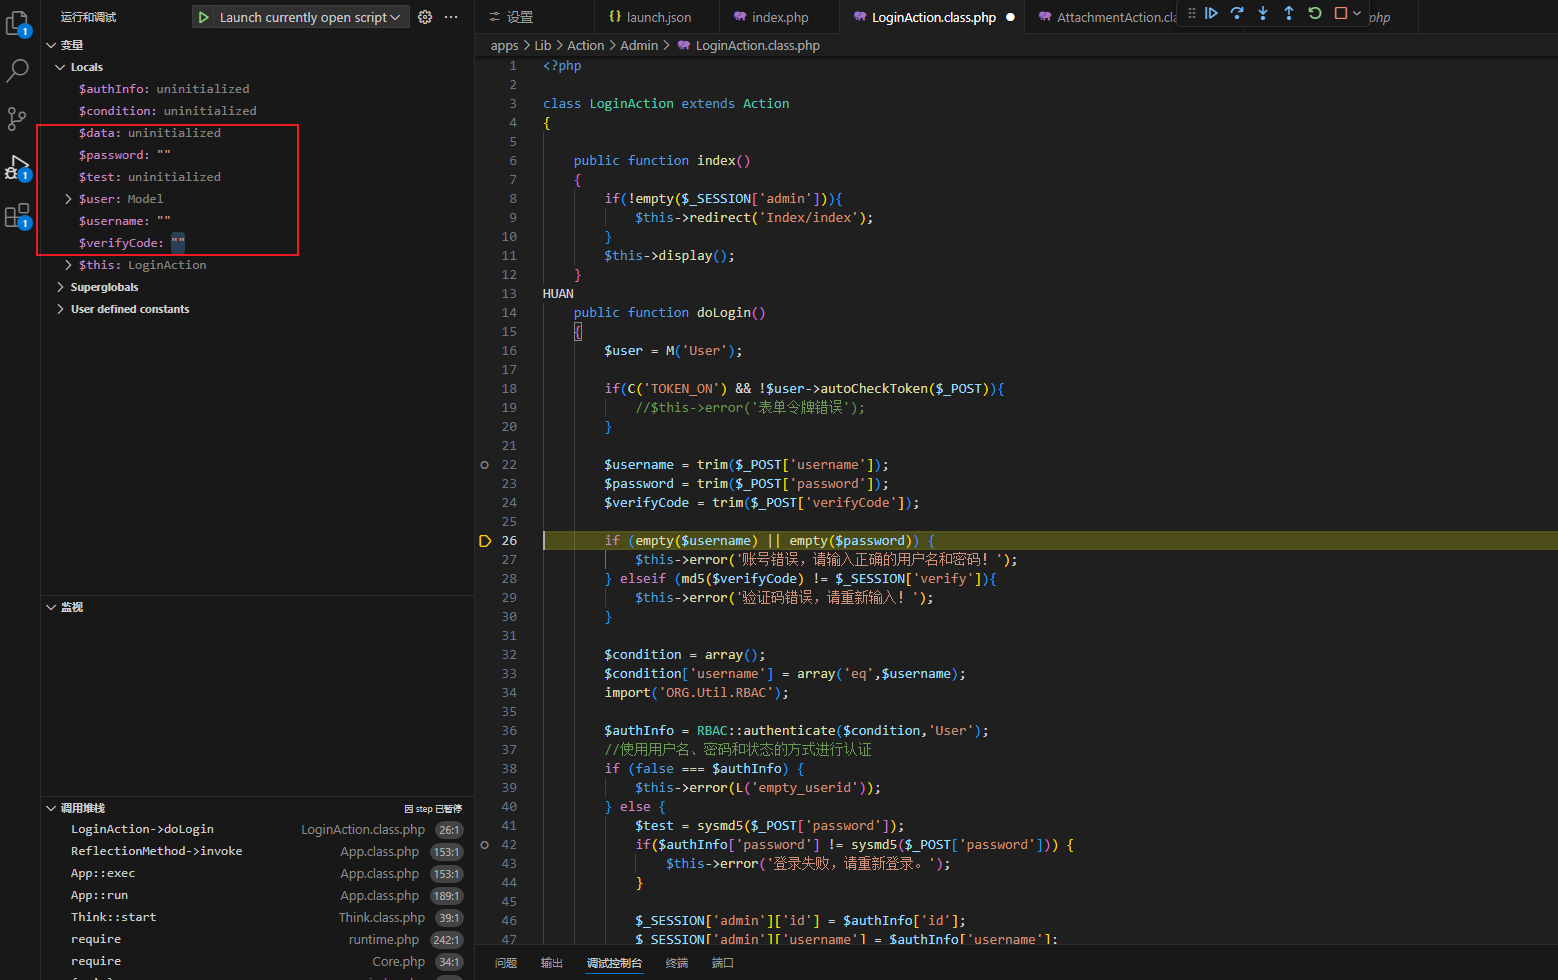 运行和调试
Launch currently open script
变量
Locals
$authInfo: uninitialized
$condition: uninitialized
$data: uninitialized
$password: ""
$test: uninitialized
$user: Model
$username: ""
$verifyCode: ""
$this: LoginAction
Superglobals
User defined constants
监视
调用堆栈
因 step 已暂停
LoginAction->doLogin LoginAction.class.php 26:1
ReflectionMethod->invoke App.class.php 153:1
App::exec App.class.php 153:1
App::run App.class.php 189:1
Think::start Think.class.php 39:1
require runtime.php 242:1
require Core.php 34:1
设置
launch.json
index.php
LoginAction.class.php
AttachmentAction.cla
php
apps > Lib > Action > Admin > LoginAction.class.php
1 <?php
2
3 class LoginAction extends Action
4 {
5
6 public function index()
7 {
8 if(!empty($_SESSION['admin'])){
9 $this->redirect('Index/index');
10 }
11 $this->display();
12 }
13 HUAN
14 public function doLogin()
15 {
16 $user = M('User');
17
18 if(C('TOKEN_ON') && !$user->autoCheckToken($_POST)){
19 //$this->error('表单令牌错误');
20 }
21
22 $username = trim($_POST['username']);
23 $password = trim($_POST['password']);
24 $verifyCode = trim($_POST['verifyCode']);
25
26 if (empty($username) || empty($password)) {
27 $this->error('账号错误，请输入正确的用户名和密码！');
28 } elseif (md5($verifyCode) != $_SESSION['verify']){
29 $this->error('验证码错误，请重新输入！');
30 }
31
32 $condition = array();
33 $condition['username'] = array('eq',$username);
34 import('ORG.Util.RBAC');
35
36 $authInfo = RBAC::authenticate($condition,'User');
37 //使用用户名、密码和状态的方式进行认证
38 if (false === $authInfo) {
39 $this->error(L('empty_userid'));
40 } else {
41 $test = sysmd5($_POST['password']);
42 if($authInfo['password'] != sysmd5($_POST['password'])) {
43 $this->error('登录失败，请重新登录。');
44 }
45
46 $_SESSION['admin']['id'] = $authInfo['id'];
47 $_SESSION['admin']['username'] = $authInfo['username'];
问题 输出 调试控制台 终端 端口